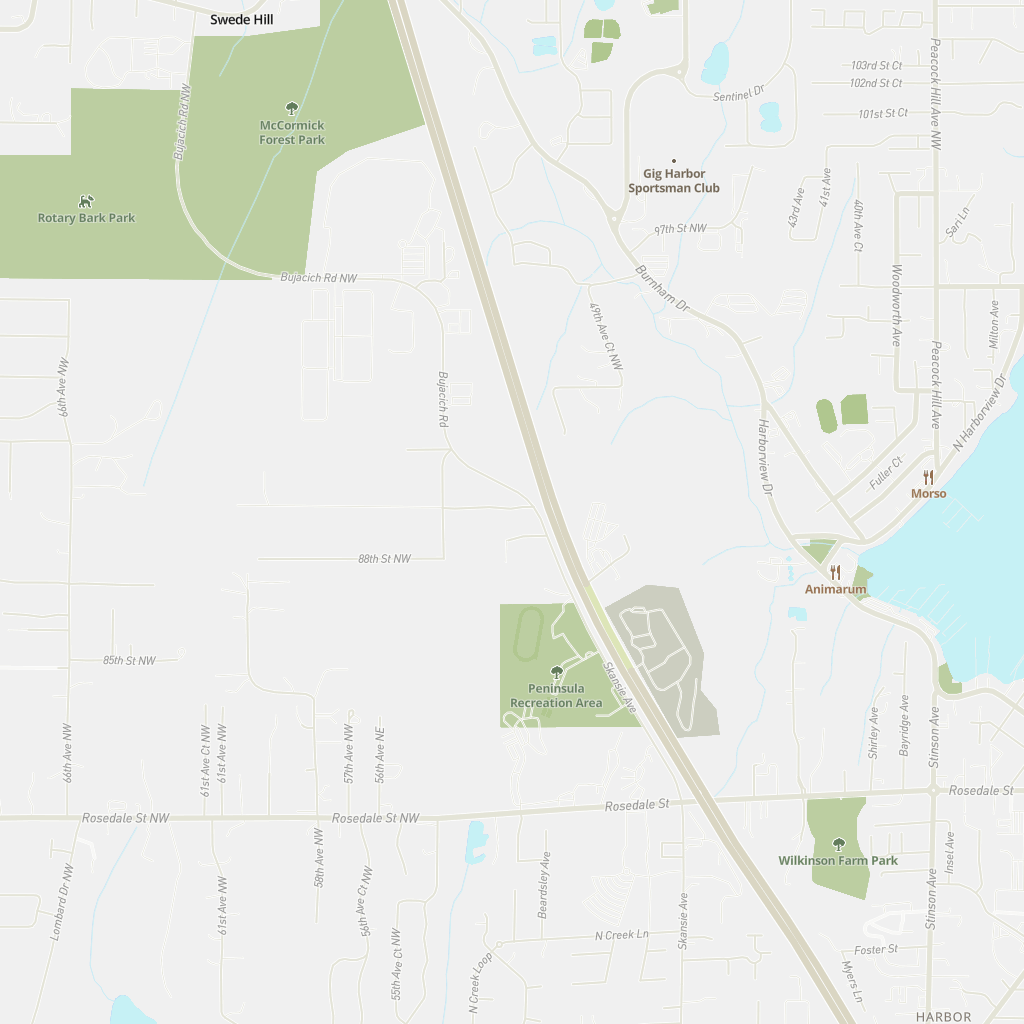 Swede Hill
103rd St Ct
102nd St Ct
101st St Ct
Sentinel Dr
Peacock Hill Ave NW
Bujacich Rd NW
McCormick
Forest Park
Rotary Bark Park
Gig Harbor
Sportsman Club
43rd Ave
41st Ave
40th Ave Ct
Sari Ln
97th St NW
Bujacich Rd NW
Burnham Dr
Woodworth Ave
Milton Ave
49th Ave Ct NW
66th Ave NW
Bujacich Rd
Peacock Hill Ave
N Harborview Dr
Harborview Dr
Fuller Ct
Morso
88th St NW
Animarum
85th St NW
Peninsula
Recreation Area
Skansie Ave
66th Ave NW
61st Ave Ct NW
61st Ave NW
57th Ave NW
56th Ave NE
Shirley Ave
Bayridge Ave
Stinson Ave
Rosedale St NW
Rosedale St NW
Rosedale St
Rosedale St
Wilkinson Farm Park
Insel Ave
Lombard Dr NW
61st Ave NW
58th Ave NW
56th Ave Ct NW
55th Ave Ct NW
Beardsley Ave
Skansie Ave
Stinson Ave
N Creek Ln
N Creek Loop
Foster St
Myers Ln
HARBOR